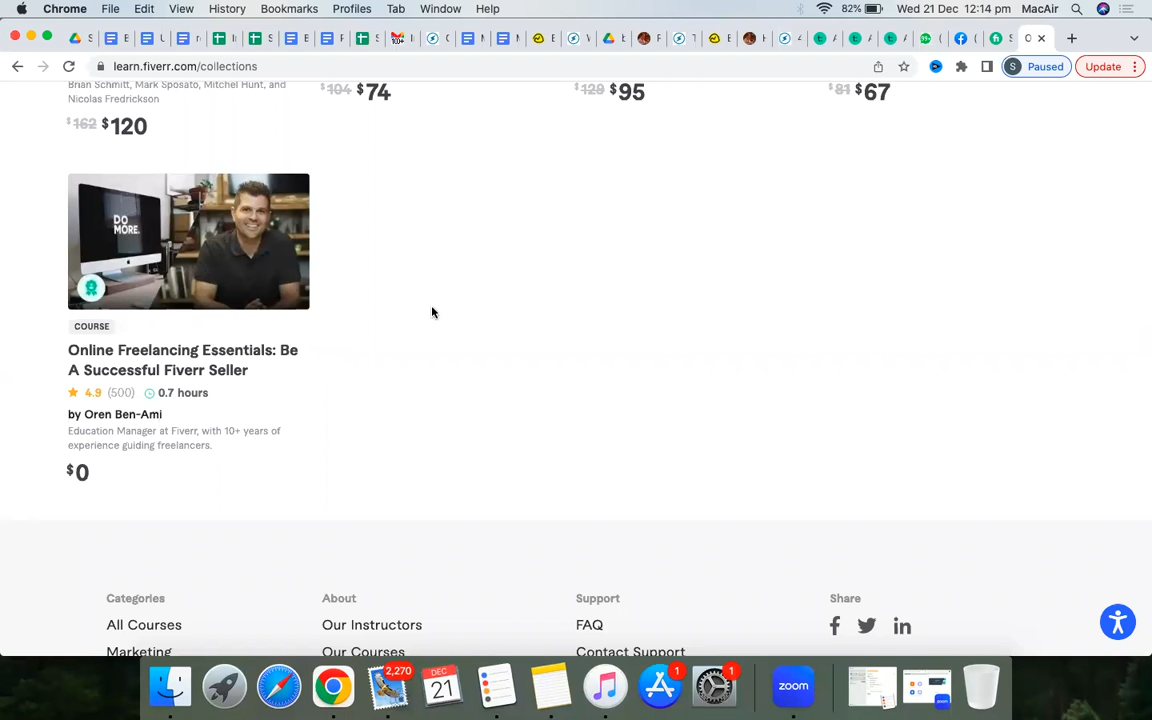 Chrome File Edit View History Bookmarks Profiles Tab Window Help 82% Wed 21 Dec 12:14 pm MacAir
learn.fiverr.com/collections
S Paused
Update
Brian Schmitt, Mark Sposato, Mitchel Hunt, and
Nicolas Fredrickson
$162 $120
$104 $74
$129 $95
$81 $67
DO
MORE.
COURSE
Online Freelancing Essentials: Be
A Successful Fiverr Seller
4.9 (500) 0.7 hours
by Oren Ben-Ami
Education Manager at Fiverr, with 10+ years of
experience guiding freelancers.
$0
Categories
All Courses
Marketing
About
Our Instructors
Our Courses
Support
FAQ
Contact Support
Share
2,270
DEC
21
1
1
zoom